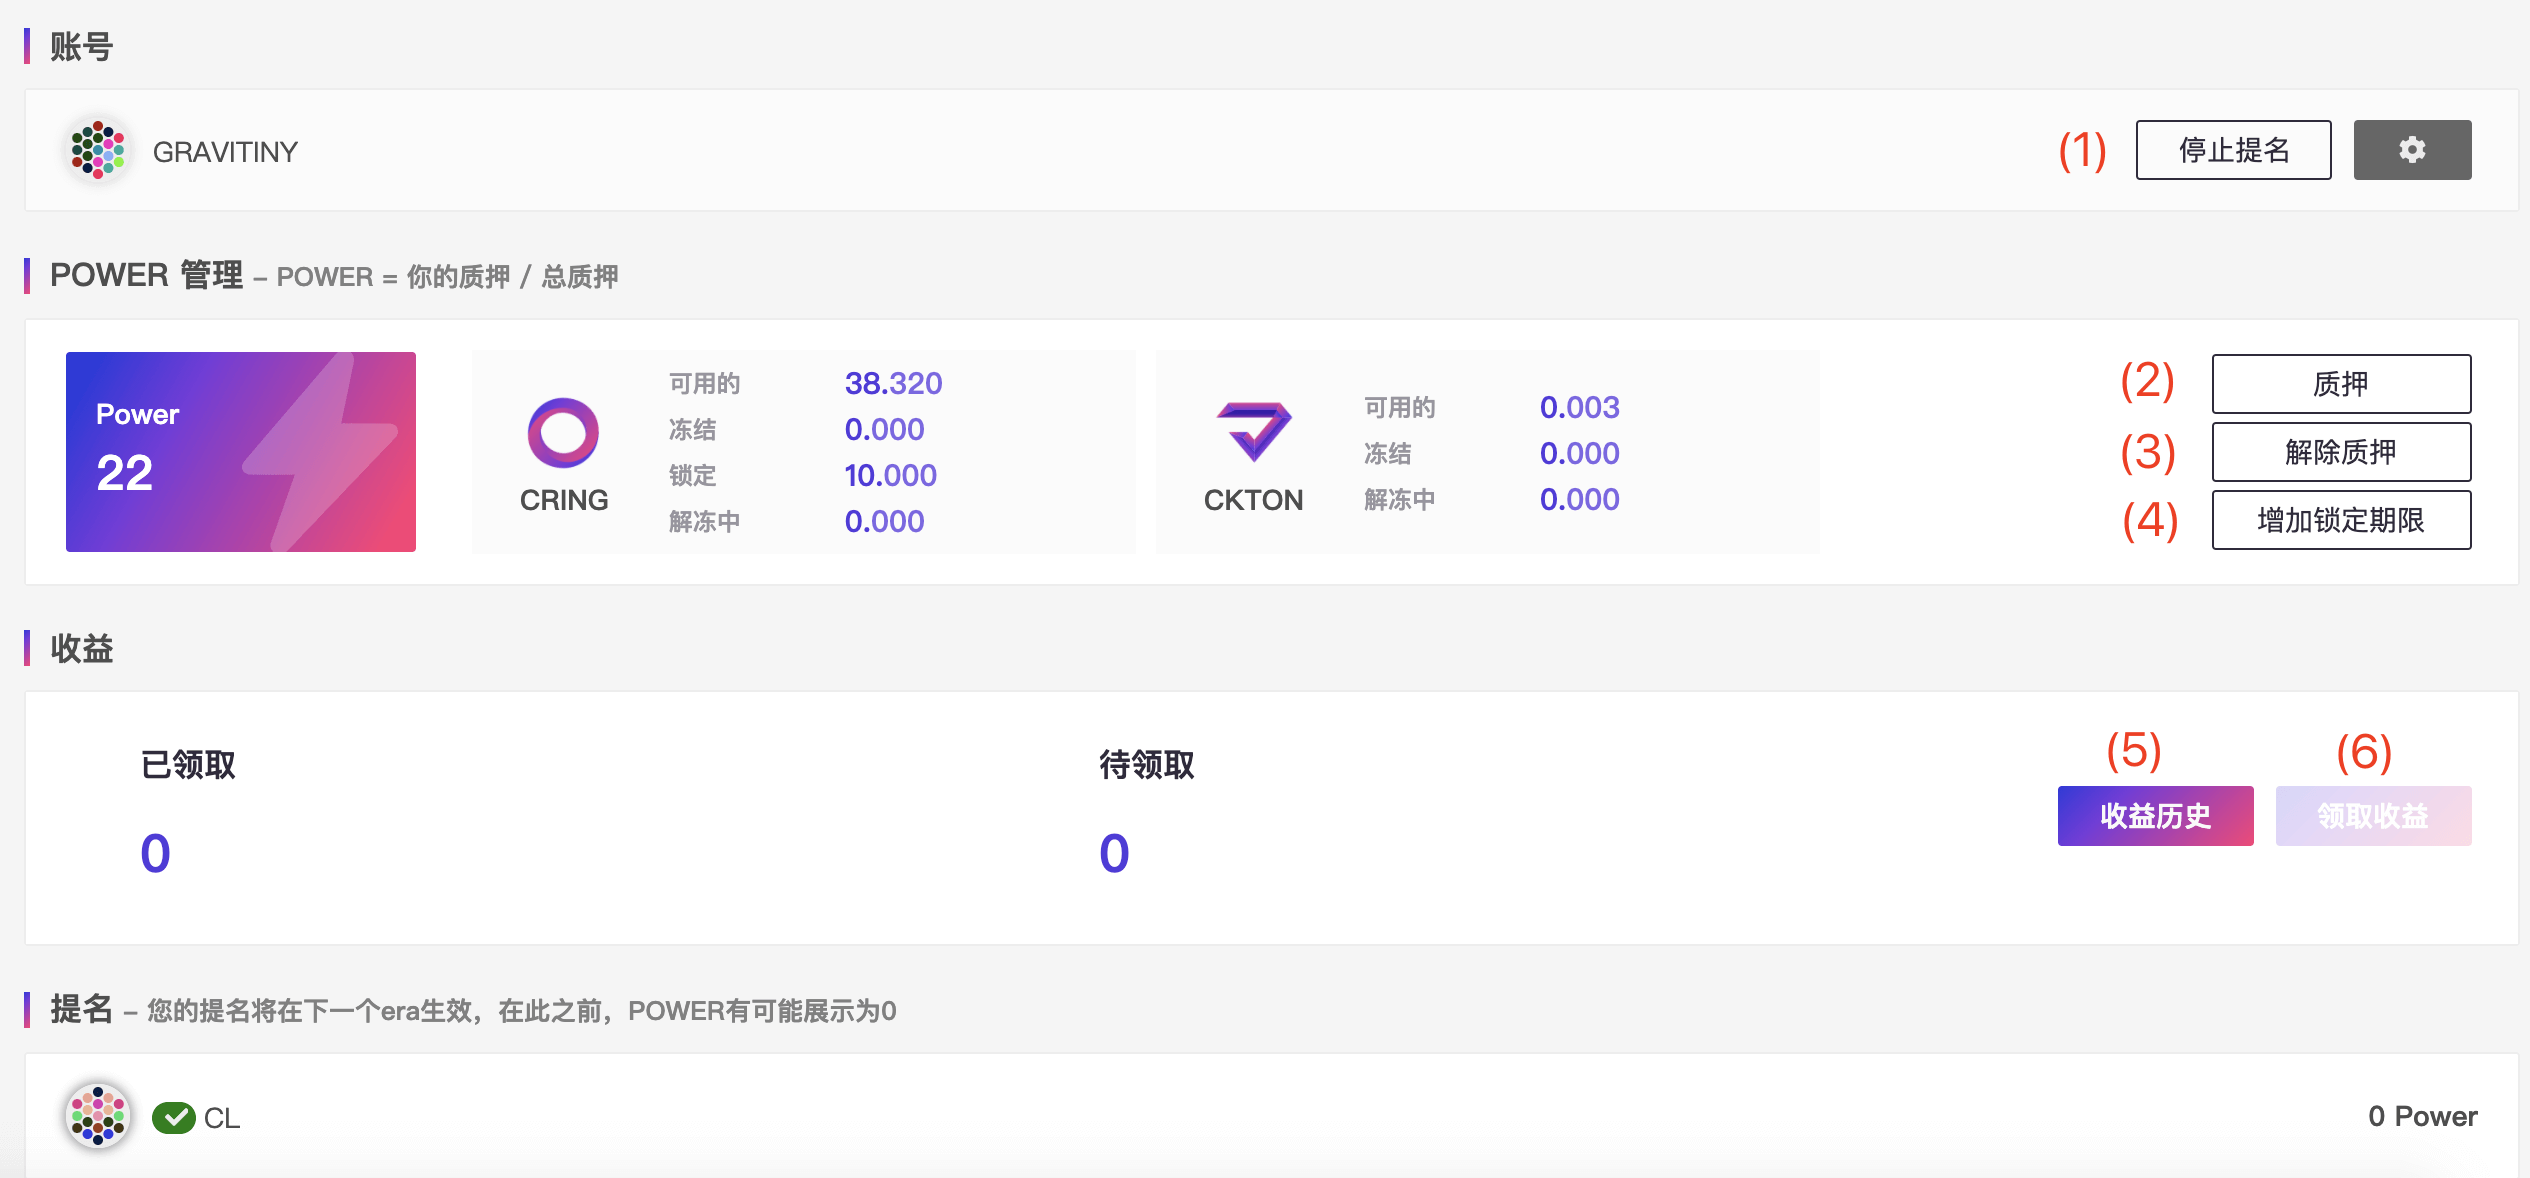 账号
GRAVITINY
(1) 停止提名
POWER 管理 – POWER = 你的质押 / 总质押
Power
22
CRING
可用的 38.320
冻结 0.000
锁定 10.000
解冻中 0.000
CKTON
可用的 0.003
冻结 0.000
解冻中 0.000
(2) 质押
(3) 解除质押
(4) 增加锁定期限
收益
已领取
0
待领取
0
(5) (6)
收益历史 领取收益
提名 – 您的提名将在下一个era生效，在此之前，POWER有可能展示为0
CL 0 Power